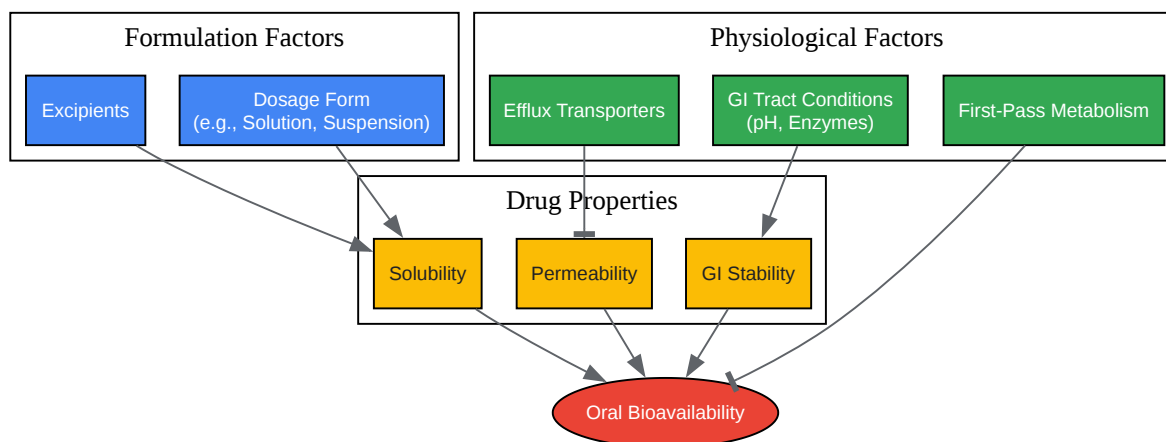 Formulation Factors
Physiological Factors
Excipients
Dosage Form
(e.g., Solution, Suspension)
Efflux Transporters
GI Tract Conditions
(pH, Enzymes)
First-Pass Metabolism
Drug Properties
Solubility
Permeability
GI Stability
Oral Bioavailability